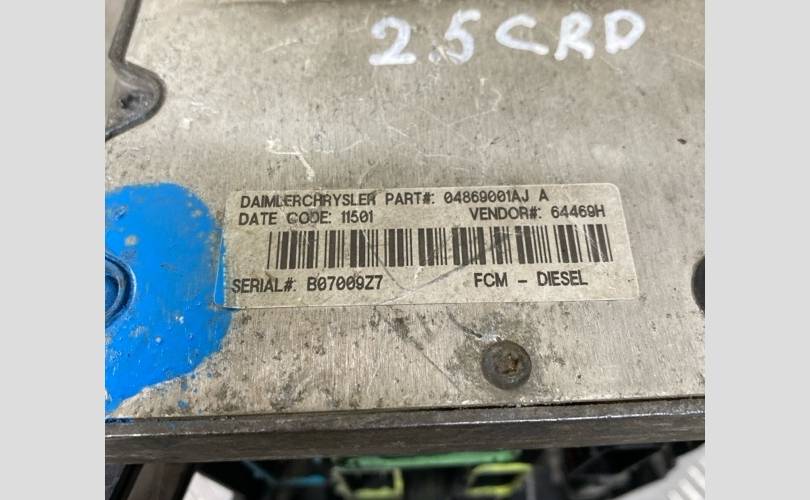 2.5 CRD
DAIMLERCHRYSLER PART#: 04869001AJ A
DATE CODE: 11501 VENDOR#: 64469H
SERIAL#: B07009Z7 FCM - DIESEL